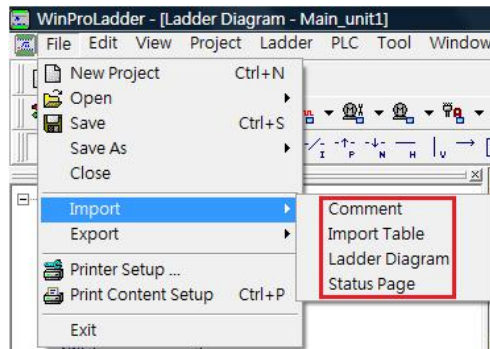 WinProLadder - [Ladder Diagram - Main_unit1]
File Edit View Project Ladder PLC Tool Window
New Project Ctrl+N
Open
Save Ctrl+S
Save As
Close
Import
Export
Printer Setup ...
Print Content Setup Ctrl+P
Exit
Comment
Import Table
Ladder Diagram
Status Page